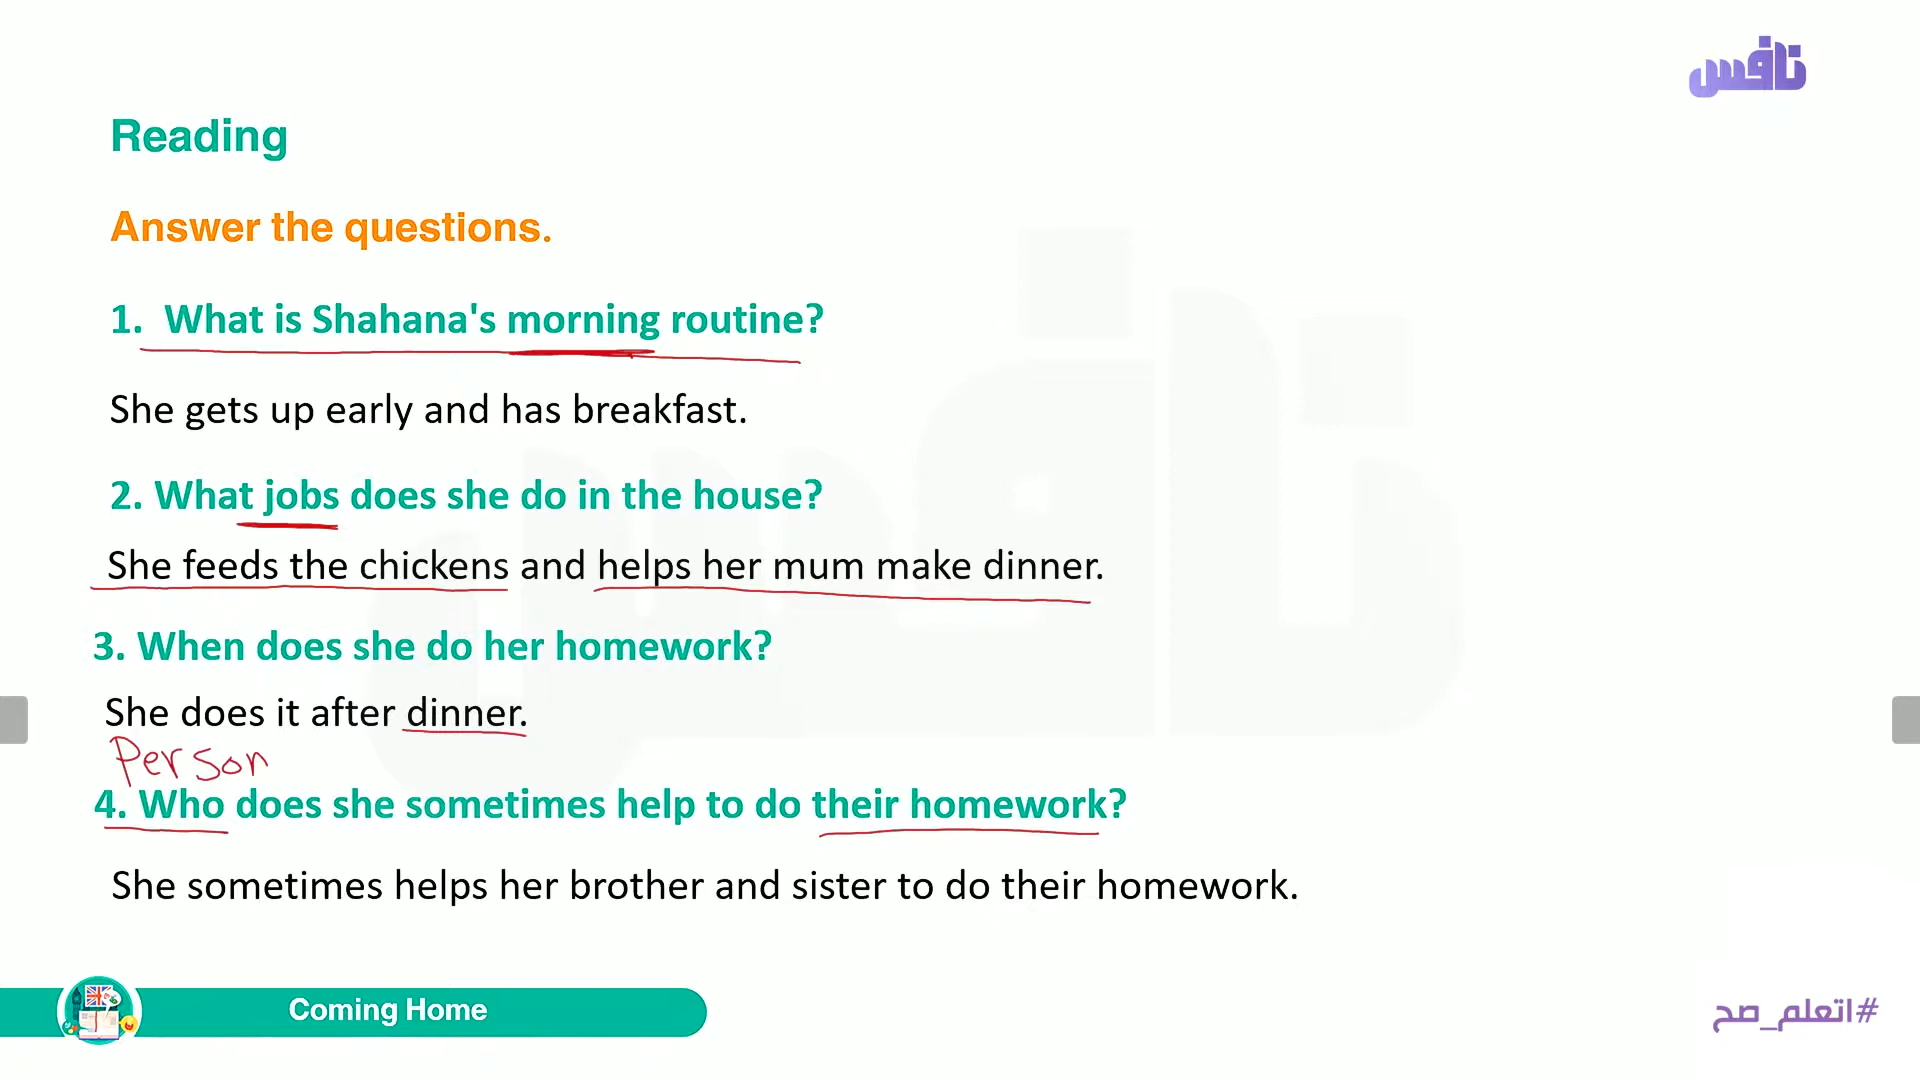 نافس
Reading
Answer the questions.
1. What is Shahana's morning routine?
She gets up early and has breakfast.
2. What jobs does she do in the house?
She feeds the chickens and helps her mum make dinner.
3. When does she do her homework?
She does it after dinner.
Person
4. Who does she sometimes help to do their homework?
She sometimes helps her brother and sister to do their homework.
Coming Home
#اتعلم_صح